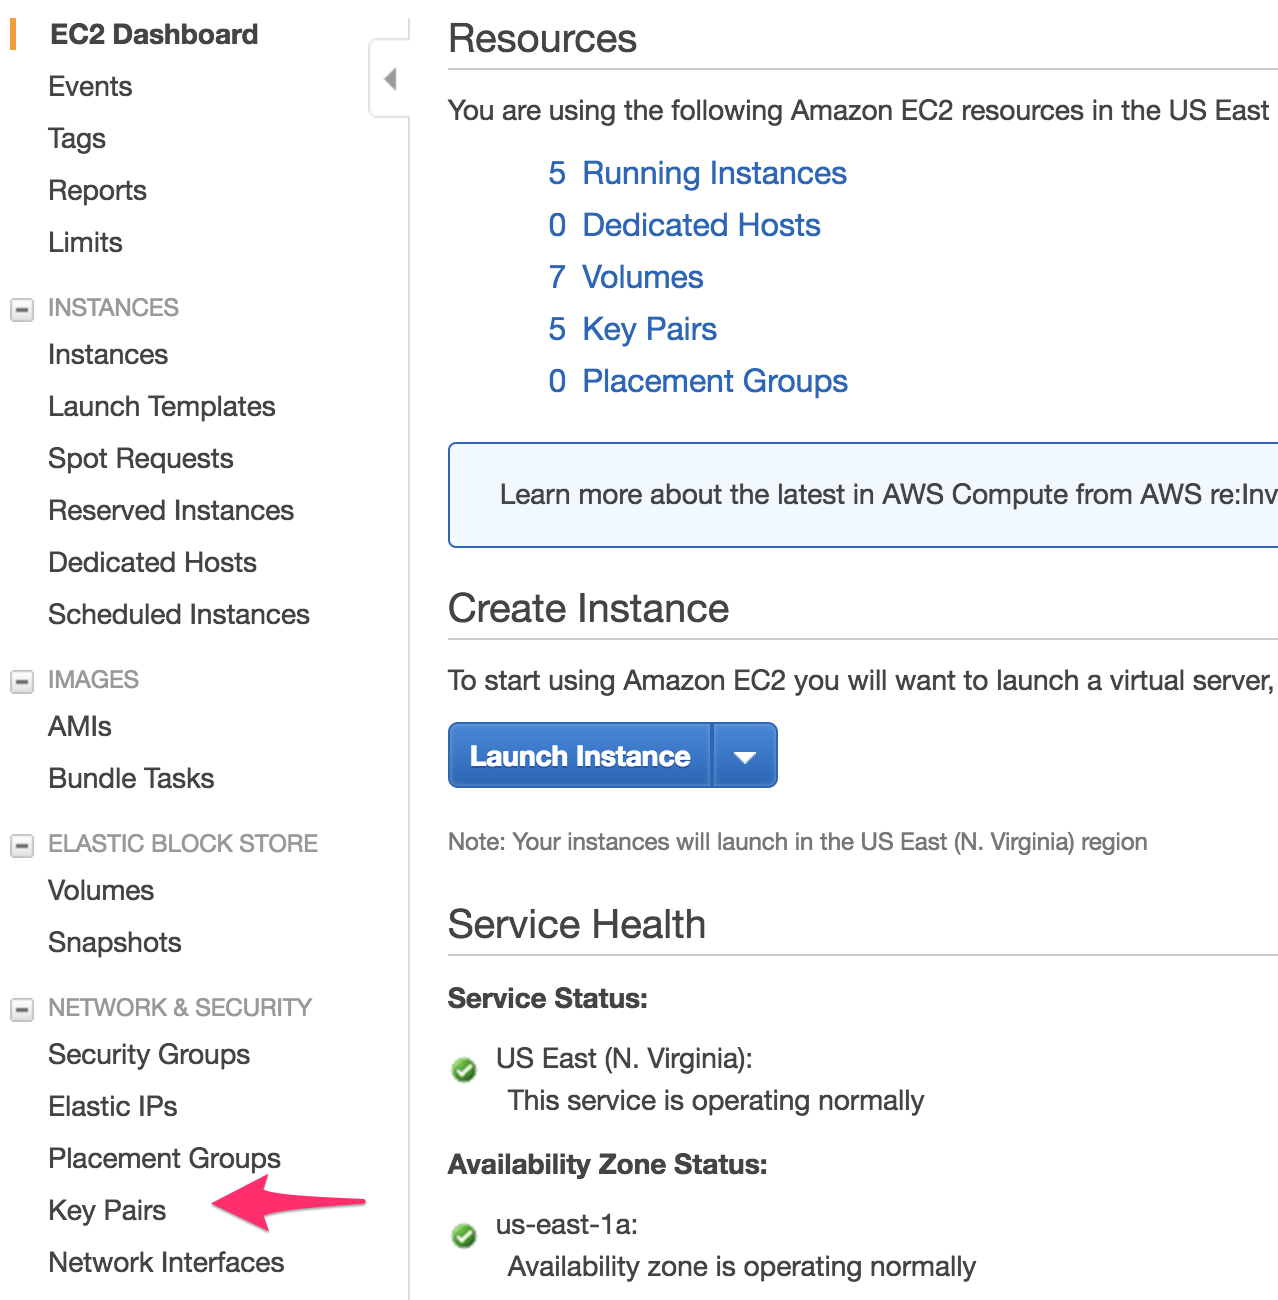 EC2 Dashboard
Events
Tags
Reports
Limits
INSTANCES
Instances
Launch Templates
Spot Requests
Reserved Instances
Dedicated Hosts
Scheduled Instances
IMAGES
AMIs
Bundle Tasks
ELASTIC BLOCK STORE
Volumes
Snapshots
NETWORK & SECURITY
Security Groups
Elastic IPs
Placement Groups
Key Pairs
Network Interfaces
Resources
You are using the following Amazon EC2 resources in the US East
5 Running Instances
0 Dedicated Hosts
7 Volumes
5 Key Pairs
0 Placement Groups
Learn more about the latest in AWS Compute from AWS re:Inv
Create Instance
To start using Amazon EC2 you will want to launch a virtual server,
Launch Instance
Note: Your instances will launch in the US East (N. Virginia) region
Service Health
Service Status:
US East (N. Virginia):
This service is operating normally
Availability Zone Status:
us-east-1a:
Availability zone is operating normally